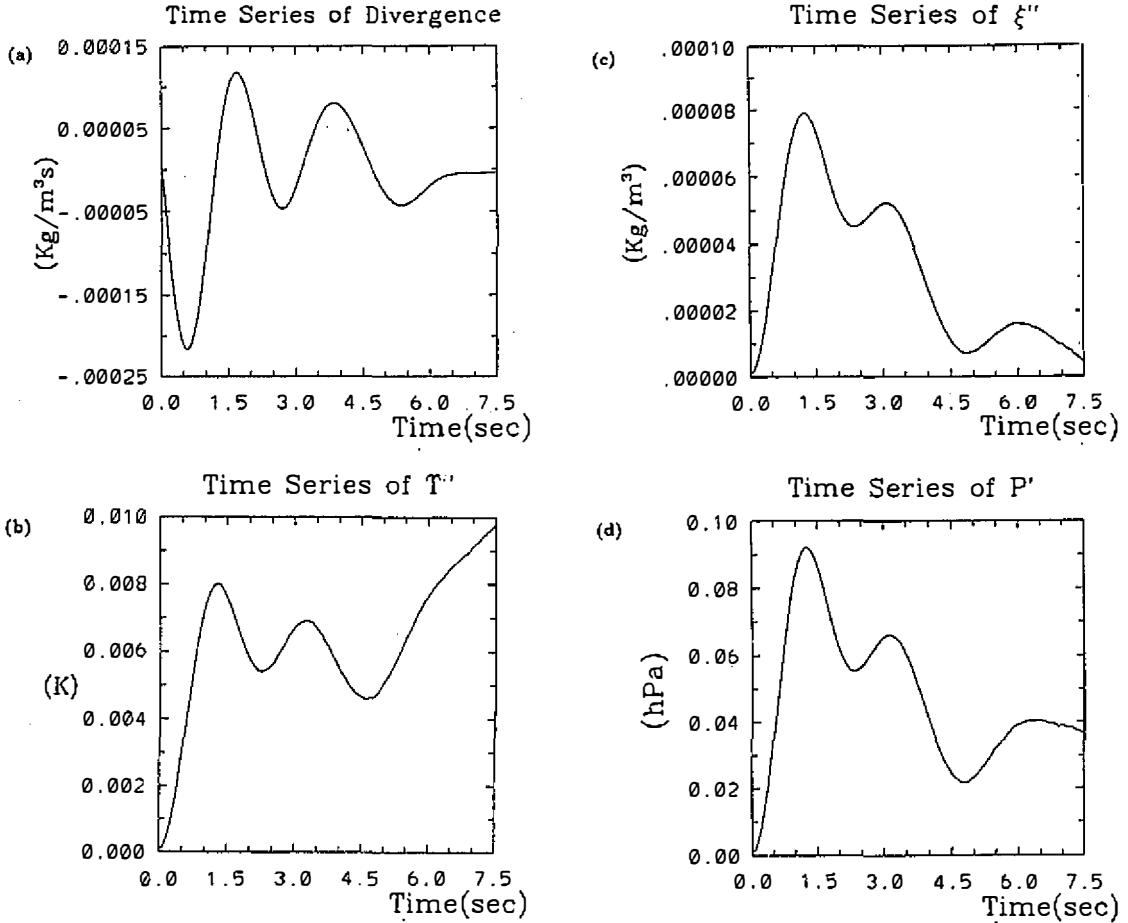 Time Series of Divergence
(a)
0.00015
0.00005
-.00005
-.00015
-.00025
(Kg/m³s)
0.0 1.5 3.0 4.5 6.0 7.5
Time(sec)
Time Series of ξ"
(c)
.00010
.00008
.00006
.00004
.00002
.00000
(Kg/m³)
0.0 1.5 3.0 4.5 6.0 7.5
Time(sec)
Time Series of ϒ"
(b)
0.010
0.008
0.006
0.004
0.002
0.000
(K)
0.0 1.5 3.0 4.5 6.0 7.5
Time(sec)
Time Series of P'
(d)
0.10
0.08
0.06
0.04
0.02
0.00
(hPa)
0.0 1.5 3.0 4.5 6.0 7.5
Time(sec)